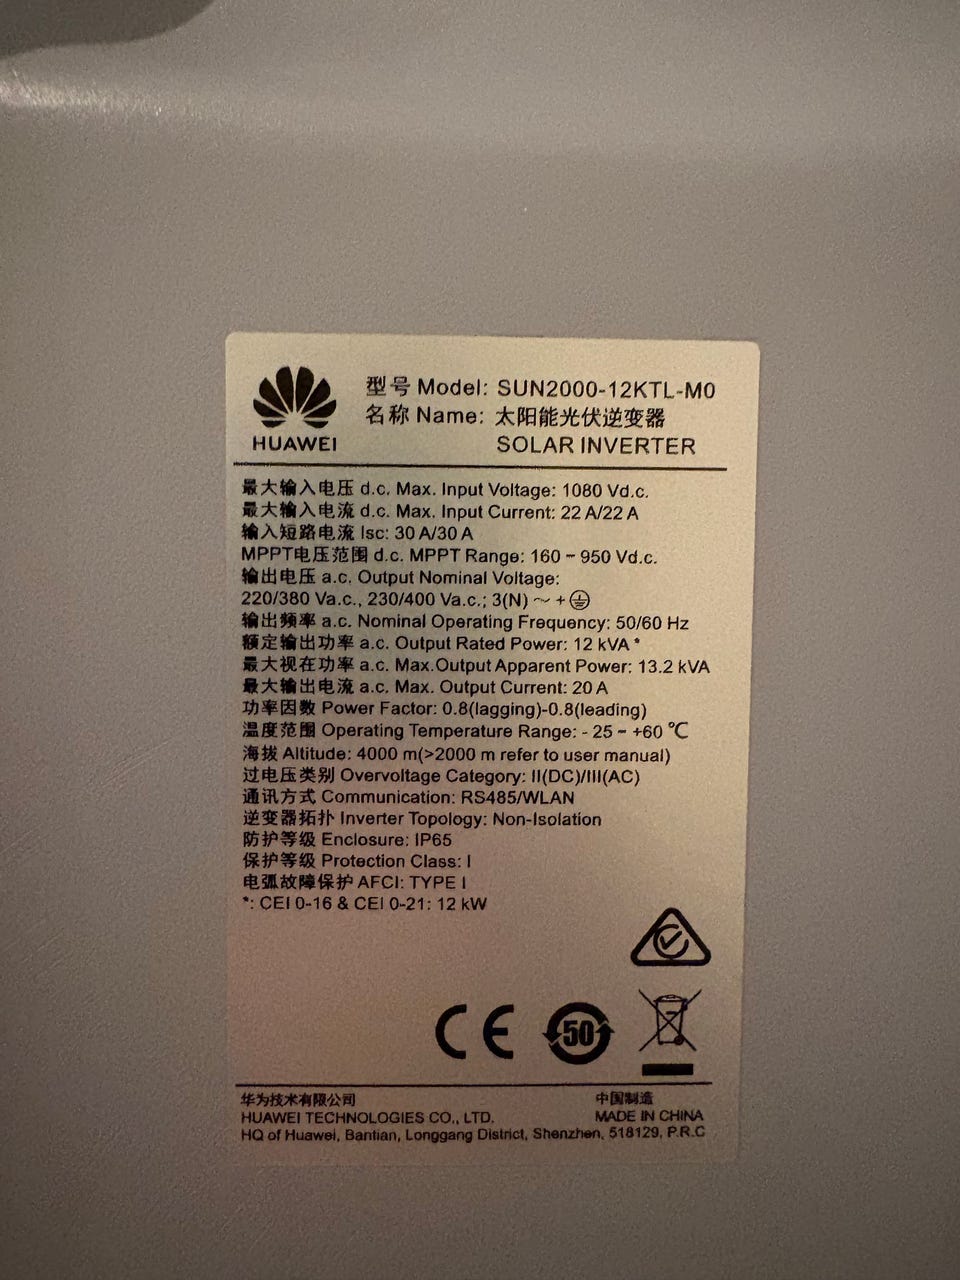 HUAWEI
型号 Model: SUN2000-12KTL-M0
名称 Name: 太阳能光伏逆变器
SOLAR INVERTER
最大输入电压 d.c. Max. Input Voltage: 1080 Vd.c.
最大输入电流 d.c. Max. Input Current: 22 A/22 A
输入短路电流 Isc: 30 A/30 A
MPPT电压范围 d.c. MPPT Range: 160 ~ 950 Vd.c.
输出电压 a.c. Output Nominal Voltage:
220/380 Va.c., 230/400 Va.c.; 3(N) ~ + ⏚
输出频率 a.c. Nominal Operating Frequency: 50/60 Hz
额定输出功率 a.c. Output Rated Power: 12 kVA *
最大视在功率 a.c. Max.Output Apparent Power: 13.2 kVA
最大输出电流 a.c. Max. Output Current: 20 A
功率因数 Power Factor: 0.8(lagging)-0.8(leading)
温度范围 Operating Temperature Range: - 25 ~ +60 ℃
海拔 Altitude: 4000 m(>2000 m refer to user manual)
过电压类别 Overvoltage Category: II(DC)/III(AC)
通讯方式 Communication: RS485/WLAN
逆变器拓扑 Inverter Topology: Non-Isolation
防护等级 Enclosure: IP65
保护等级 Protection Class: I
电弧故障保护 AFCI: TYPE I
*: CEI 0-16 & CEI 0-21: 12 kW
CE 50
华为技术有限公司
HUAWEI TECHNOLOGIES CO., LTD.
中国制造
MADE IN CHINA
HQ of Huawei, Bantian, Longgang District, Shenzhen, 518129, P.R.C